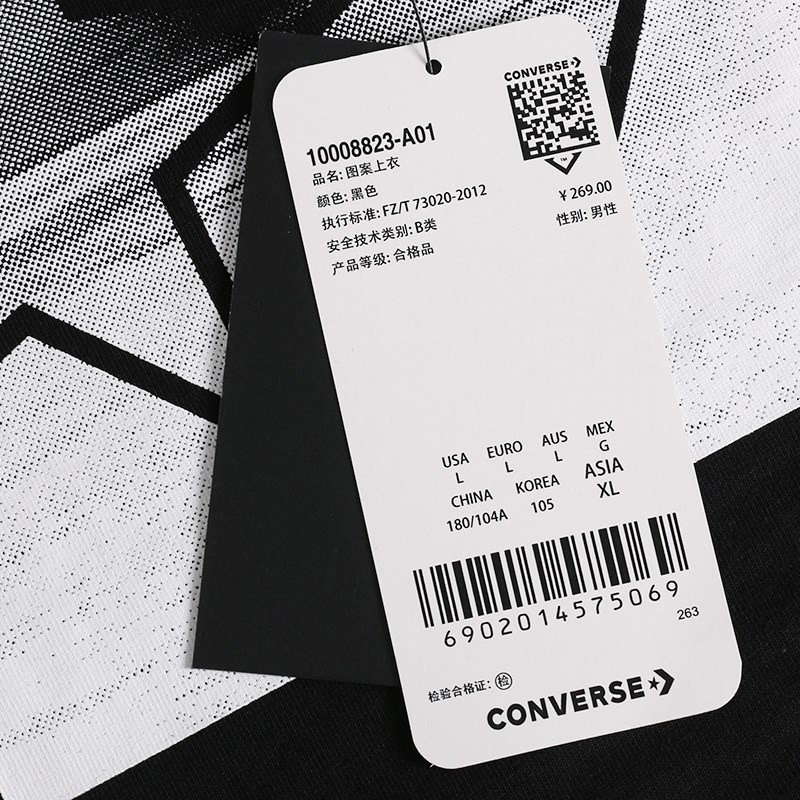 CONVERSE
10008823-A01
品名: 图案上衣
颜色: 黑色
执行标准: FZ/T 73020-2012
安全技术类别: B类
产品等级: 合格品
TM
¥ 269.00
性别: 男性
USA EURO AUS MEX
L L L G
CHINA KOREA ASIA
180/104A 105 XL
6902014575069
263
检验合格证: 检
CONVERSE